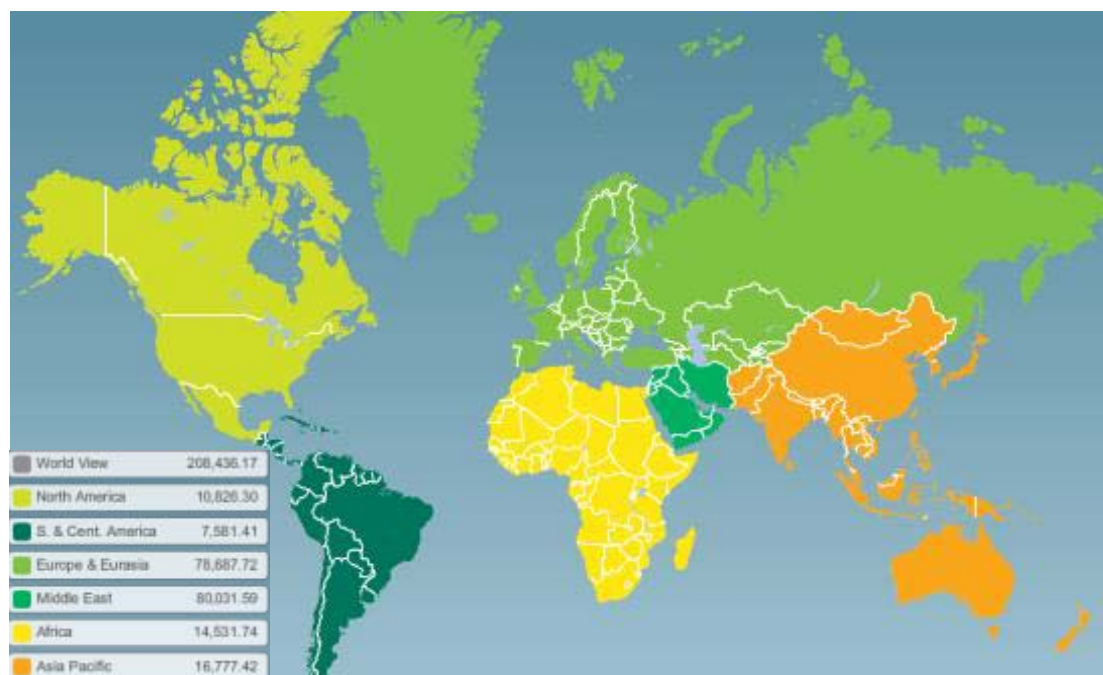 World View 208,436.17
North America 10,826.30
S. & Cent. America 7,581.41
Europe & Eurasia 78,687.72
Middle East 80,031.59
Africa 14,531.74
Asia Pacific 16,777.42